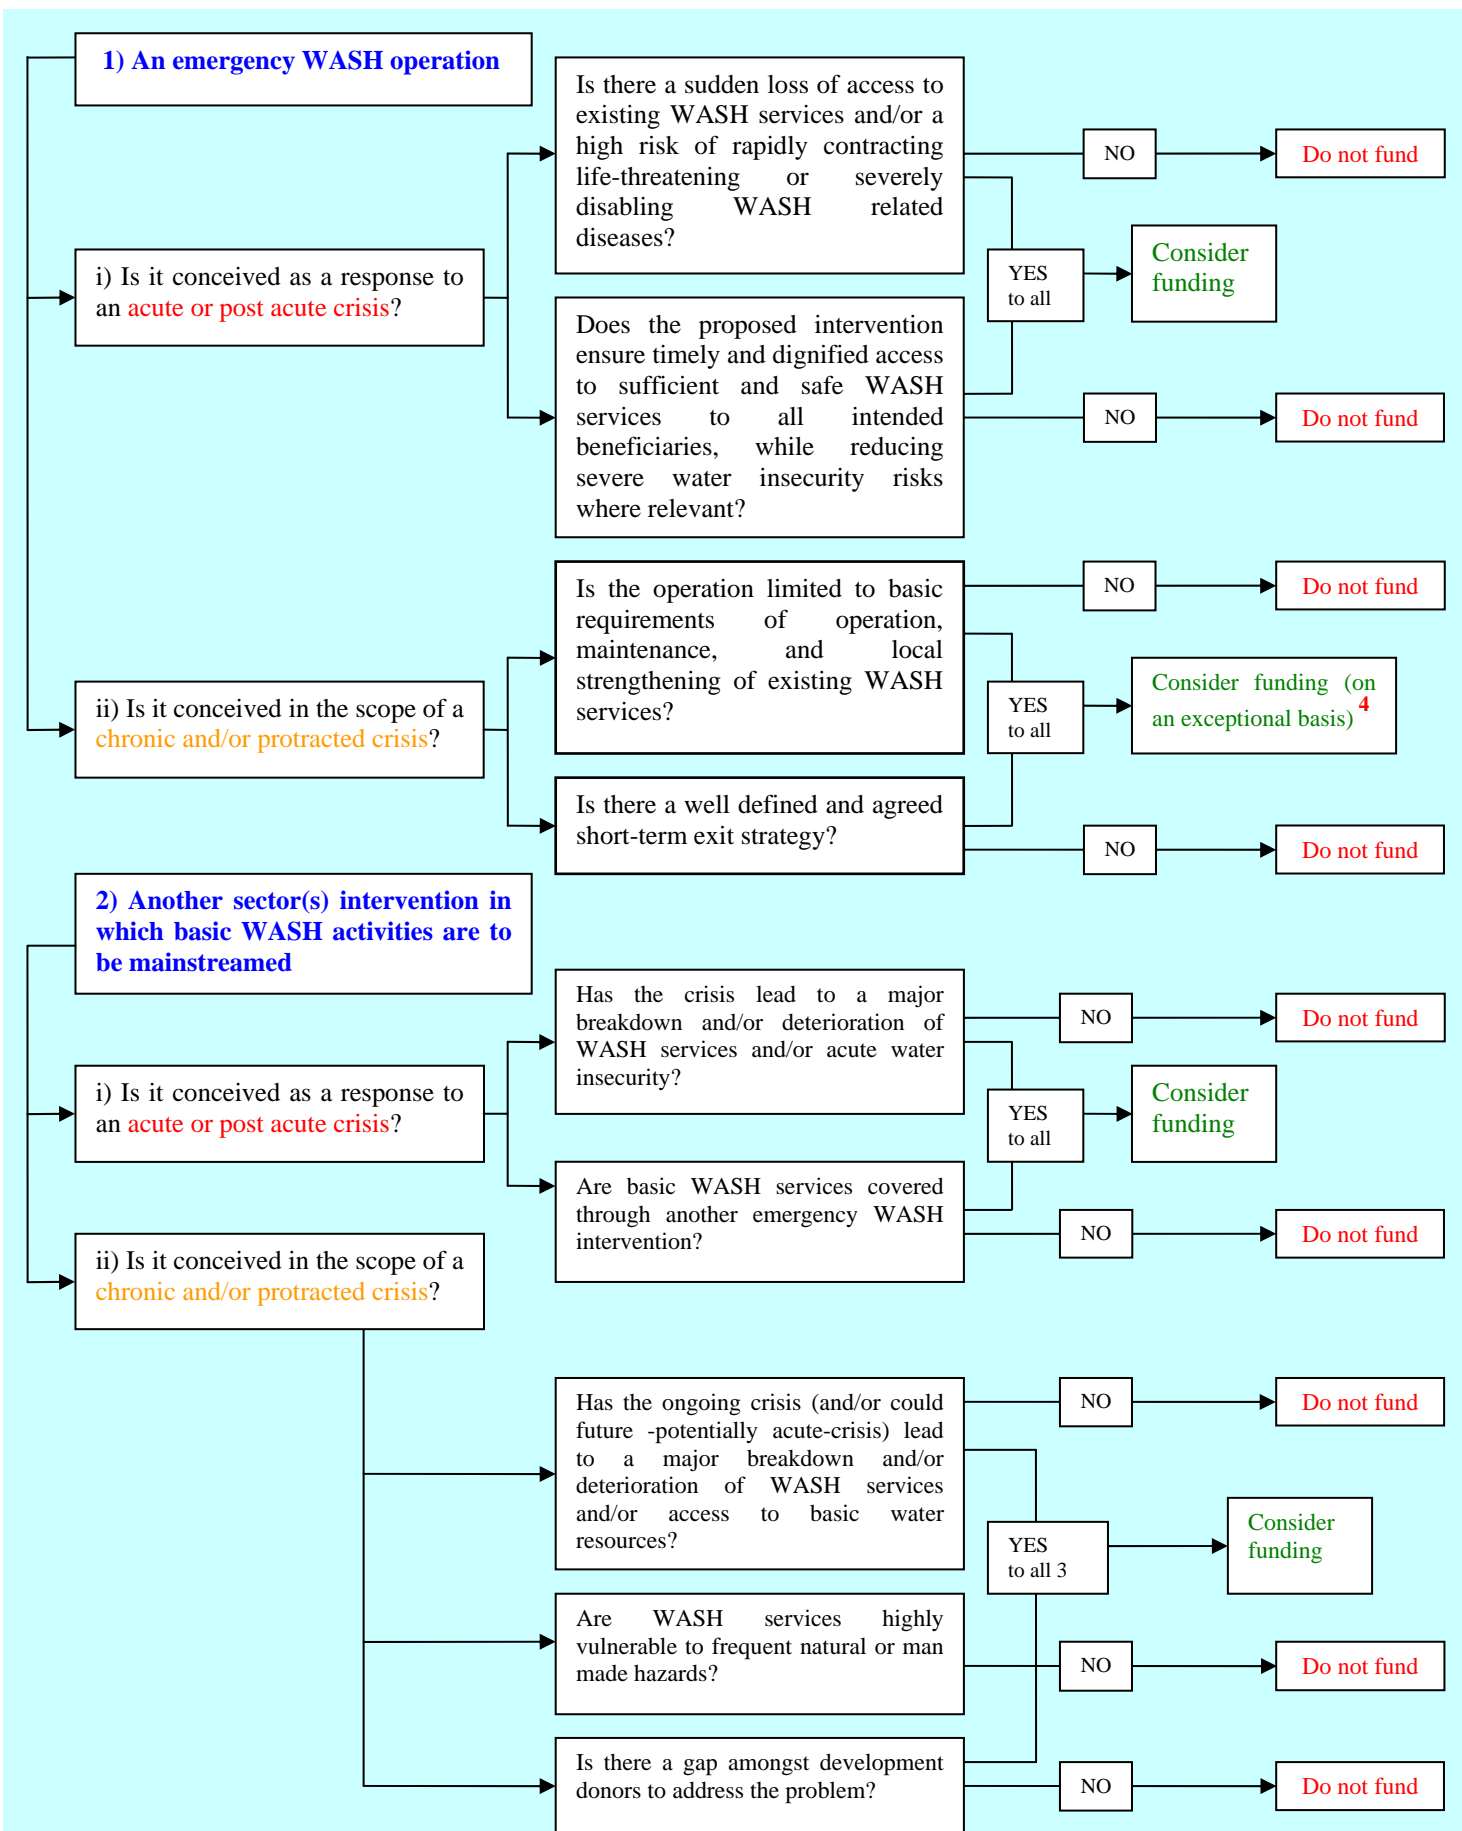 1) An emergency WASH operation
Is there a sudden loss of access to
existing WASH services and/or a
high risk of rapidly contracting
life-threatening or severely
disabling WASH related
diseases?
NO
Do not fund
i) Is it conceived as a response to
an acute or post acute crisis?
YES
to all
Consider
funding
Does the proposed intervention
ensure timely and dignified access
to sufficient and safe WASH
services to all intended
beneficiaries, while reducing
severe water insecurity risks
where relevant?
NO
Do not fund
Is the operation limited to basic
requirements of operation,
maintenance, and local
strengthening of existing WASH
services?
NO
Do not fund
ii) Is it conceived in the scope of a
chronic and/or protracted crisis?
YES
to all
Consider funding (on
an exceptional basis) 4
Is there a well defined and agreed
short-term exit strategy?
NO
Do not fund
2) Another sector(s) intervention in
which basic WASH activities are to
be mainstreamed
Has the crisis lead to a major
breakdown and/or deterioration of
WASH services and/or acute water
insecurity?
NO
Do not fund
i) Is it conceived as a response to
an acute or post acute crisis?
YES
to all
Consider
funding
Are basic WASH services covered
through another emergency WASH
intervention?
NO
Do not fund
ii) Is it conceived in the scope of a
chronic and/or protracted crisis?
Has the ongoing crisis (and/or could
future -potentially acute-crisis) lead
to a major breakdown and/or
deterioration of WASH services
and/or access to basic water
resources?
NO
Do not fund
YES
to all 3
Consider
funding
Are WASH services highly
vulnerable to frequent natural or man
made hazards?
NO
Do not fund
Is there a gap amongst development
donors to address the problem?
NO
Do not fund